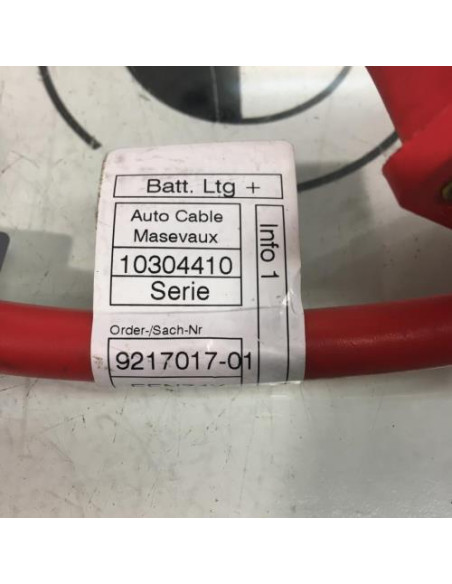 Batt. Ltg +
Auto Cable
Masevaux
Info 1
10304410
Serie
Order-/Sach-Nr
9217017-01